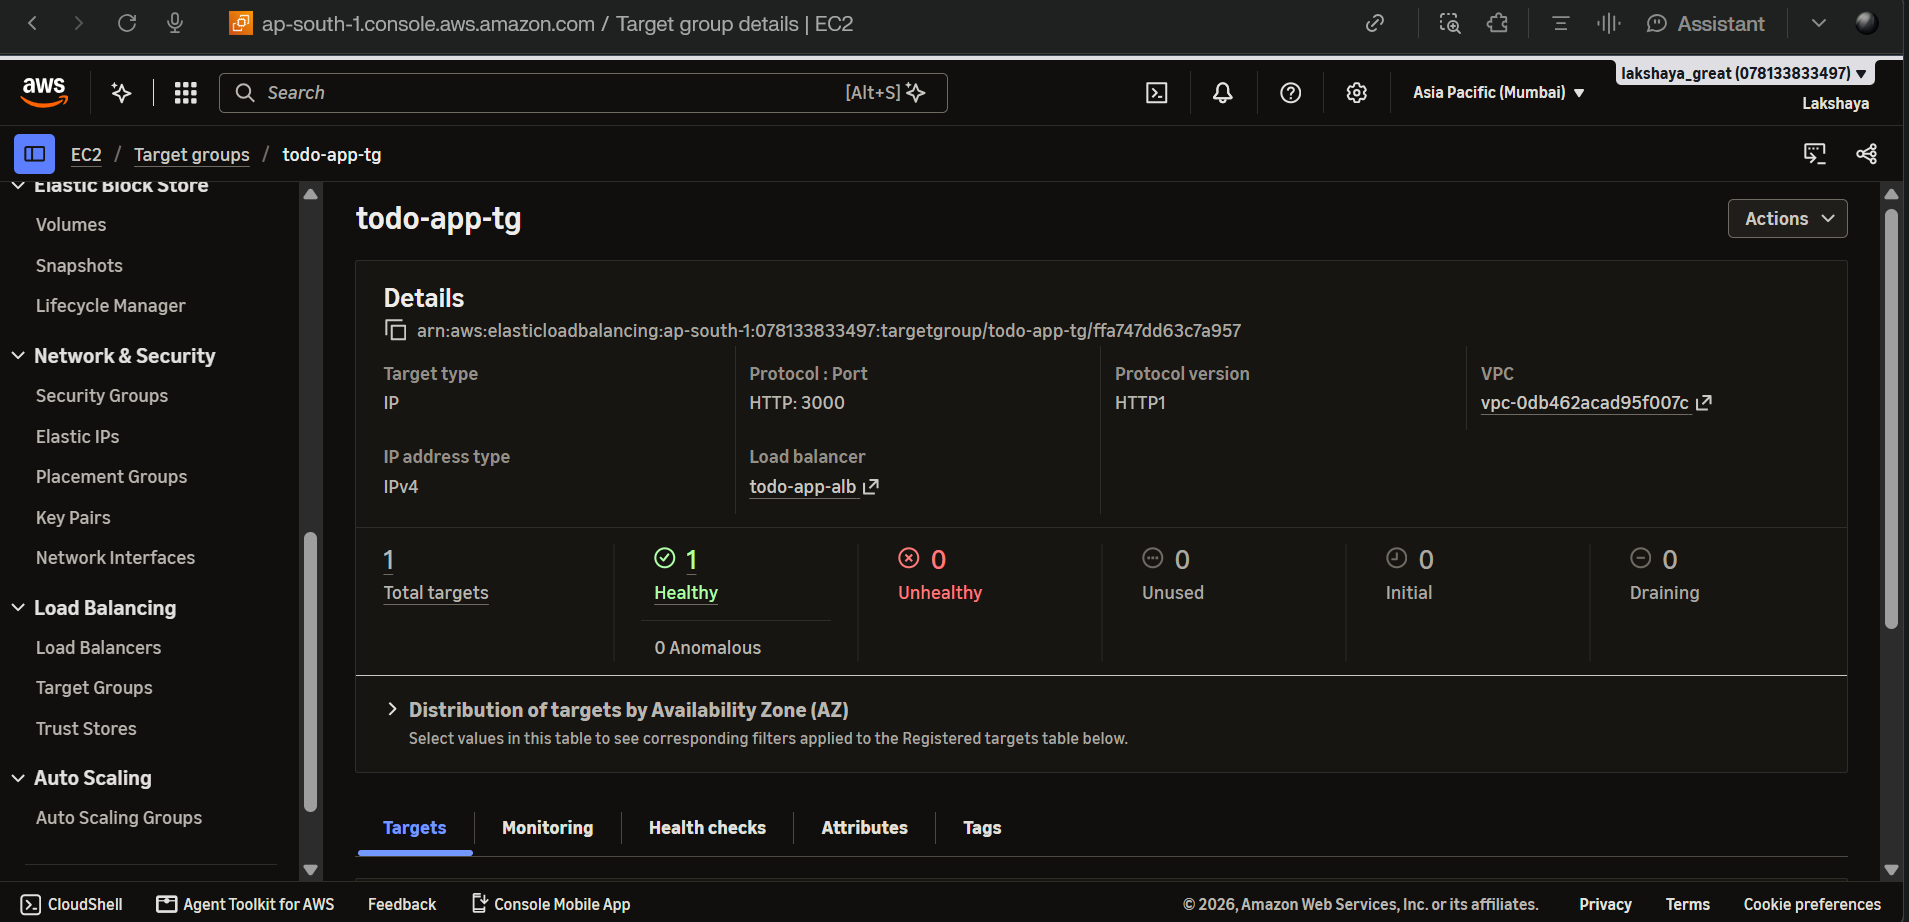 ap-south-1.console.aws.amazon.com / Target group details | EC2
Assistant
aws
Search
[Alt+S]
Asia Pacific (Mumbai)
lakshaya_great (078133833497)
Lakshaya
EC2 / Target groups / todo-app-tg
Elastic Block Store
Volumes
Snapshots
Lifecycle Manager
Network & Security
Security Groups
Elastic IPs
Placement Groups
Key Pairs
Network Interfaces
Load Balancing
Load Balancers
Target Groups
Trust Stores
Auto Scaling
Auto Scaling Groups
todo-app-tg
Actions
Details
arn:aws:elasticloadbalancing:ap-south-1:078133833497:targetgroup/todo-app-tg/ffa747dd63c7a957
Target type
IP
Protocol : Port
HTTP: 3000
Protocol version
HTTP1
VPC
vpc-0db462acad95f007c
IP address type
IPv4
Load balancer
todo-app-alb
1
Total targets
1
Healthy
0 Anomalous
0
Unhealthy
0
Unused
0
Initial
0
Draining
Distribution of targets by Availability Zone (AZ)
Select values in this table to see corresponding filters applied to the Registered targets table below.
Targets
Monitoring
Health checks
Attributes
Tags
CloudShell
Agent Toolkit for AWS
Feedback
Console Mobile App
© 2026, Amazon Web Services, Inc. or its affiliates.
Privacy
Terms
Cookie preferences